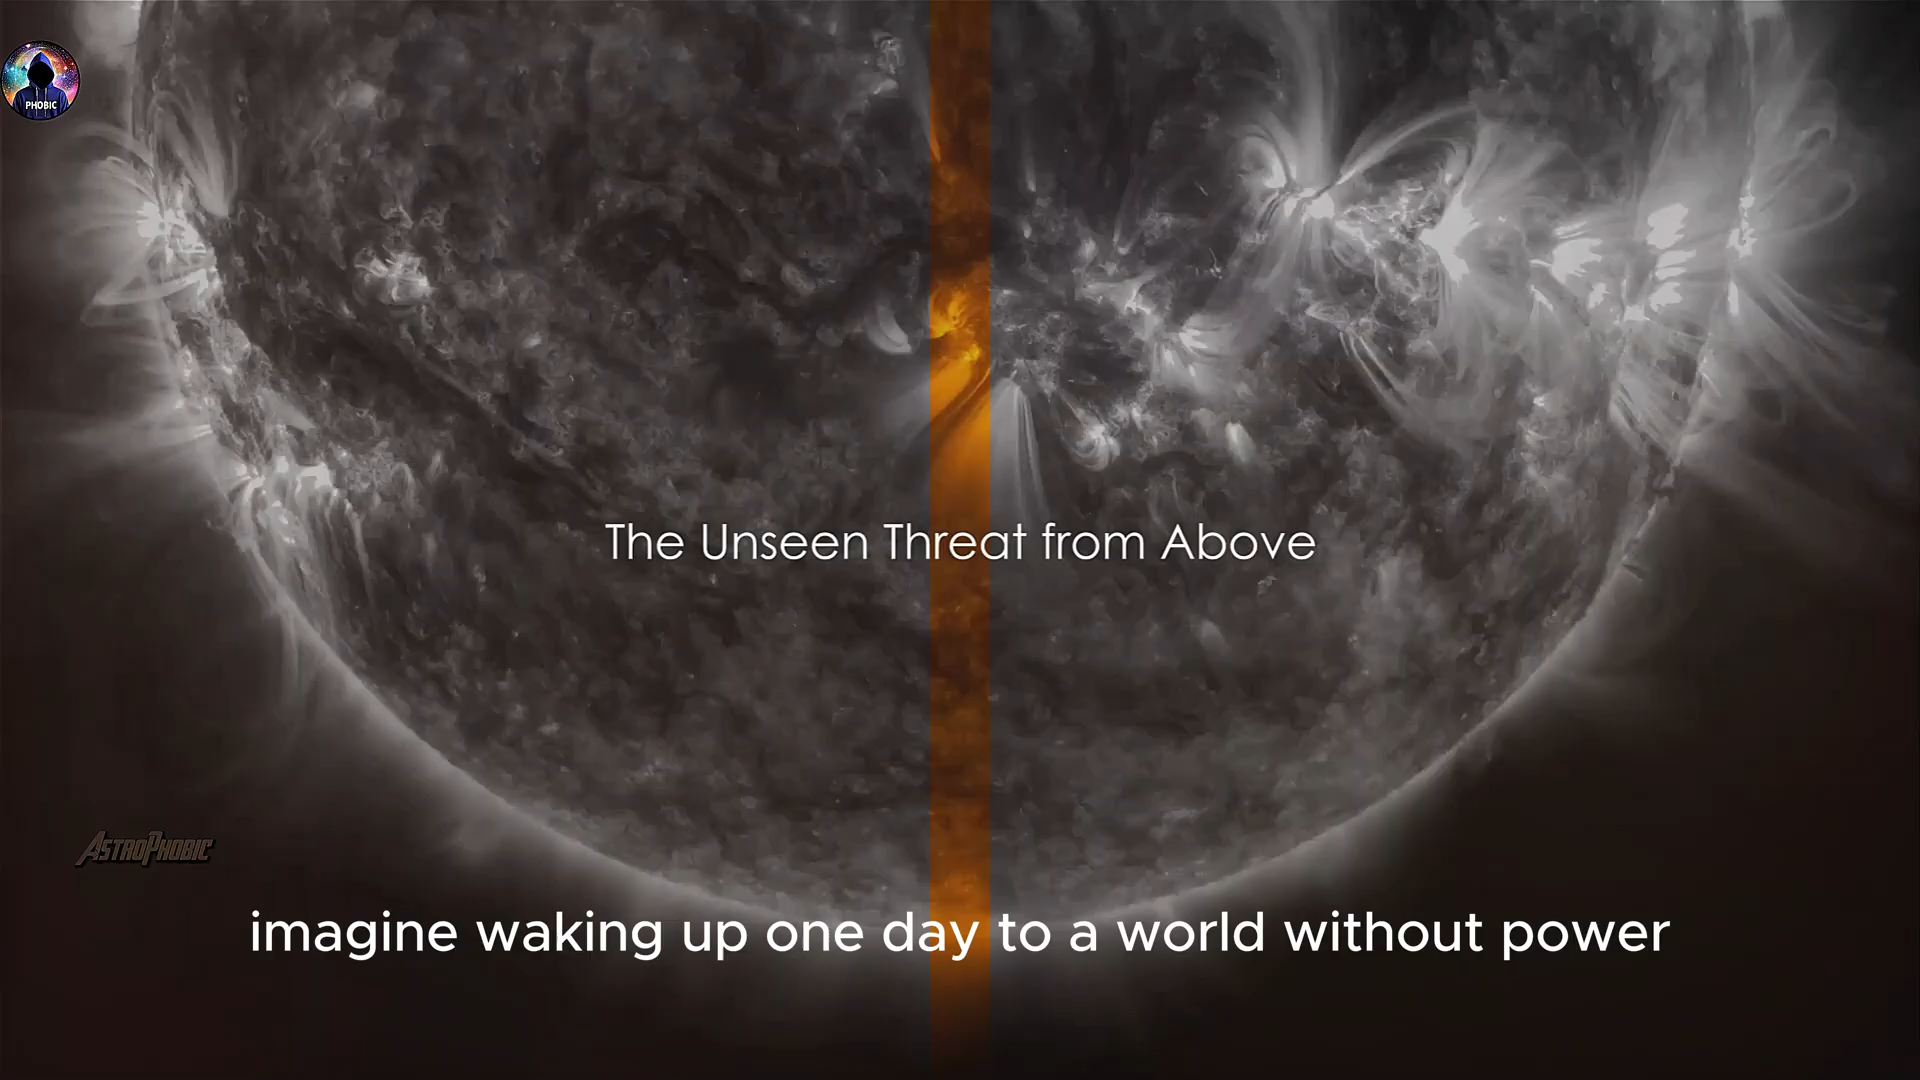 PHOBIC
The Unseen Threat from Above
ASTROPHOBIC
imagine waking up one day to a world without power